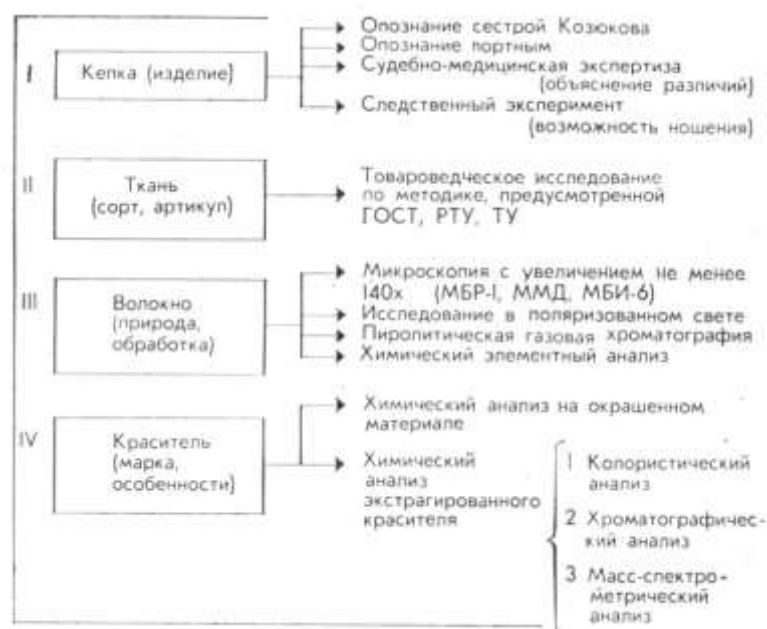 I
Кепка (изделие)
Опознание сестрой Козюкова
Опознание портным
Судебно-медицинская экспертиза
(объяснение различий)
Следственный эксперимент
(возможность ношения)
II
Ткань
(сорт, артикул)
Товароведческое исследование
по методике, предусмотренной
ГОСТ, РТУ, ТУ
III
Волокно
(природа,
обработка)
Микроскопия с увеличением не менее
140х (МБР-I, ММД, МБИ-6)
Исследование в поляризованном свете
Пиролитическая газовая хроматография
Химический элементный анализ
IV
Краситель
(марка,
особенности)
Химический анализ на окрашенном
материале
Химический
анализ
экстрагированного
красителя
1 Колористический
анализ
2 Хроматографичес-
кий анализ
3 Масс-спектро-
метрический
анализ